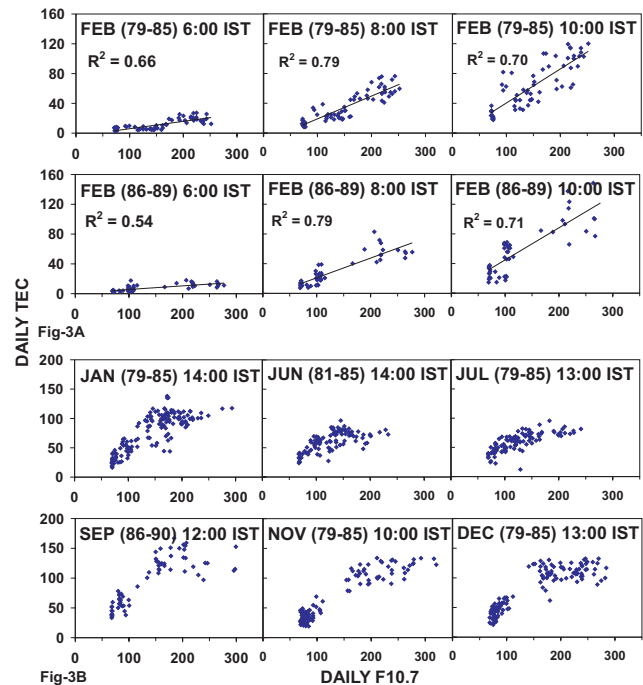 FEB (79-85) 6:00 IST FEB (79-85) 8:00 IST FEB (79-85) 10:00 IST
R² = 0.66 R² = 0.79 R² = 0.70
160
120
80
40
0
0 100 200 300 0 100 200 300 0 100 200 300
FEB (86-89) 6:00 IST FEB (86-89) 8:00 IST FEB (86-89) 10:00 IST
R² = 0.54 R² = 0.79 R² = 0.71
160
120
80
40
0
0 100 200 300 0 100 200 300 0 100 200 300
Fig-3A
DAILY TEC
JAN (79-85) 14:00 IST JUN (81-85) 14:00 IST JUL (79-85) 13:00 IST
200
150
100
50
0
0 100 200 300 0 100 200 300 0 100 200 300
SEP (86-90) 12:00 IST NOV (79-85) 10:00 IST DEC (79-85) 13:00 IST
200
150
100
50
0
0 100 200 300 0 100 200 300 0 100 200 300
Fig-3B
DAILY F10.7